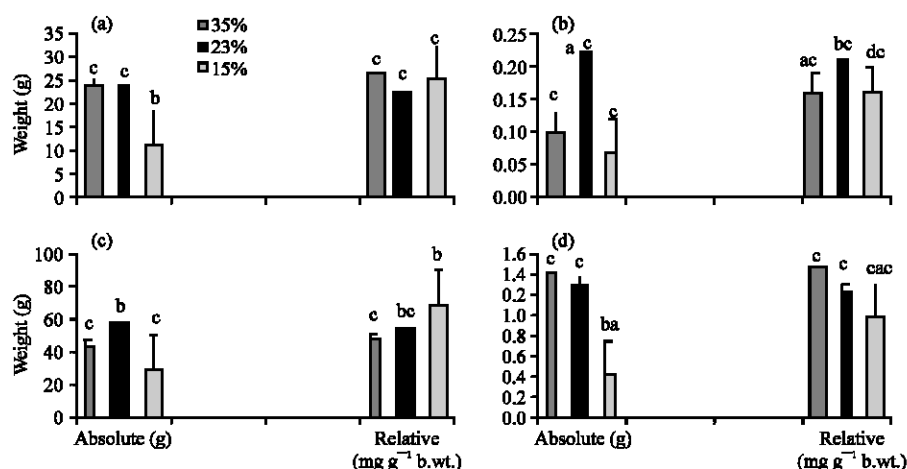 (a)
35%
23%
15%
Weight (g)
35
30
25
20
15
10
5
0
c c b
c c c
(b)
0.25
0.20
0.15
0.10
0.05
0.00
c a c c
ac bc dc
(c)
Weight (g)
100
80
60
40
20
0
c b c
c bc b
Absolute (g) Relative
(mg g⁻¹ b.wt.)
(d)
1.6
1.4
0.2
1.0
0.8
0.6
0.4
0.2
0.0
c c ba
c c cac
Absolute (g) Relative
(mg g⁻¹ b.wt.)